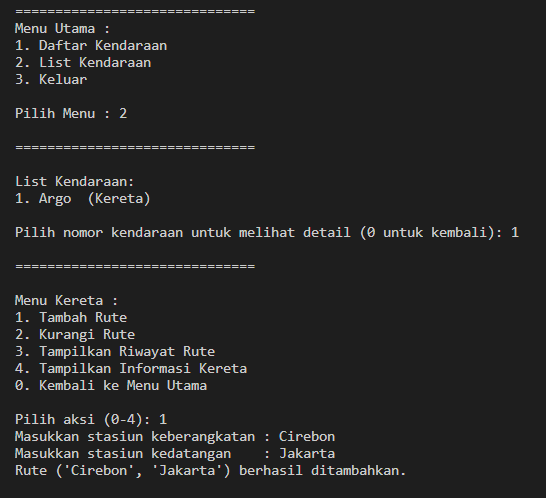 ==============================
Menu Utama :
1. Daftar Kendaraan
2. List Kendaraan
3. Keluar
Pilih Menu : 2
==============================
List Kendaraan:
1. Argo  (Kereta)
Pilih nomor kendaraan untuk melihat detail (0 untuk kembali): 1
==============================
Menu Kereta :
1. Tambah Rute
2. Kurangi Rute
3. Tampilkan Riwayat Rute
4. Tampilkan Informasi Kereta
0. Kembali ke Menu Utama
Pilih aksi (0-4): 1
Masukkan stasiun keberangkatan : Cirebon
Masukkan stasiun kedatangan    : Jakarta
Rute ('Cirebon', 'Jakarta') berhasil ditambahkan.